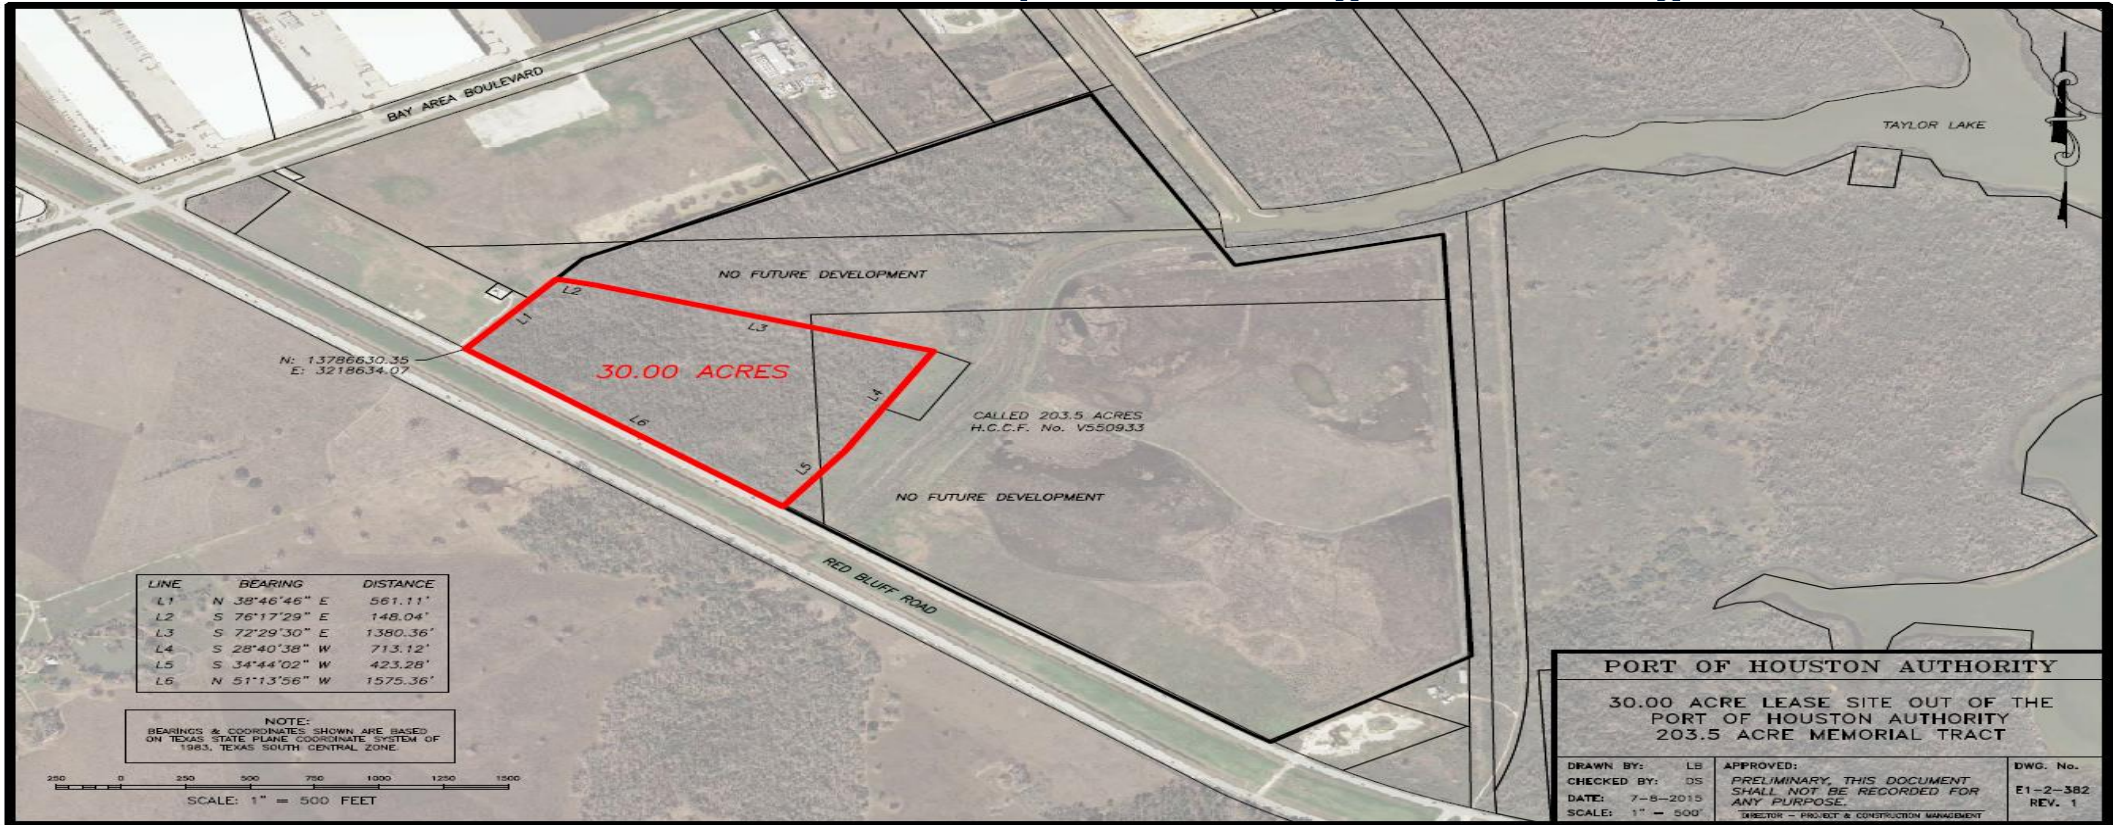 BAY AREA BOULEVARD
TAYLOR LAKE
NO FUTURE DEVELOPMENT
L1
L2
L3
N: 13786630.35
E: 3218634.07
30.00 ACRES
L4
L6
CALLED 203.5 ACRES
H.C.C.F. No. V550933
L5
NO FUTURE DEVELOPMENT
RED BLUFF ROAD
LINE BEARING DISTANCE
L1 N 38°46'46" E 561.11'
L2 S 76°17'29" E 148.04'
L3 S 72°29'30" E 1380.36'
L4 S 28°40'38" W 713.12'
L5 S 34°44'02" W 423.28'
L6 N 51°13'56" W 1575.36'
NOTE:
BEARINGS & COORDINATES SHOWN ARE BASED
ON TEXAS STATE PLANE COORDINATE SYSTEM OF
1983, TEXAS SOUTH CENTRAL ZONE.
250 0 250 500 750 1000 1250 1500
SCALE: 1" = 500 FEET
PORT OF HOUSTON AUTHORITY
30.00 ACRE LEASE SITE OUT OF THE
PORT OF HOUSTON AUTHORITY
203.5 ACRE MEMORIAL TRACT
DRAWN BY: LB
CHECKED BY: DS
DATE: 7-8-2015
SCALE: 1" = 500'
APPROVED:
PRELIMINARY, THIS DOCUMENT
SHALL NOT BE RECORDED FOR
ANY PURPOSE.
DIRECTOR - PROJECT & CONSTRUCTION MANAGEMENT
DWG. No.
E1-2-382
REV. 1